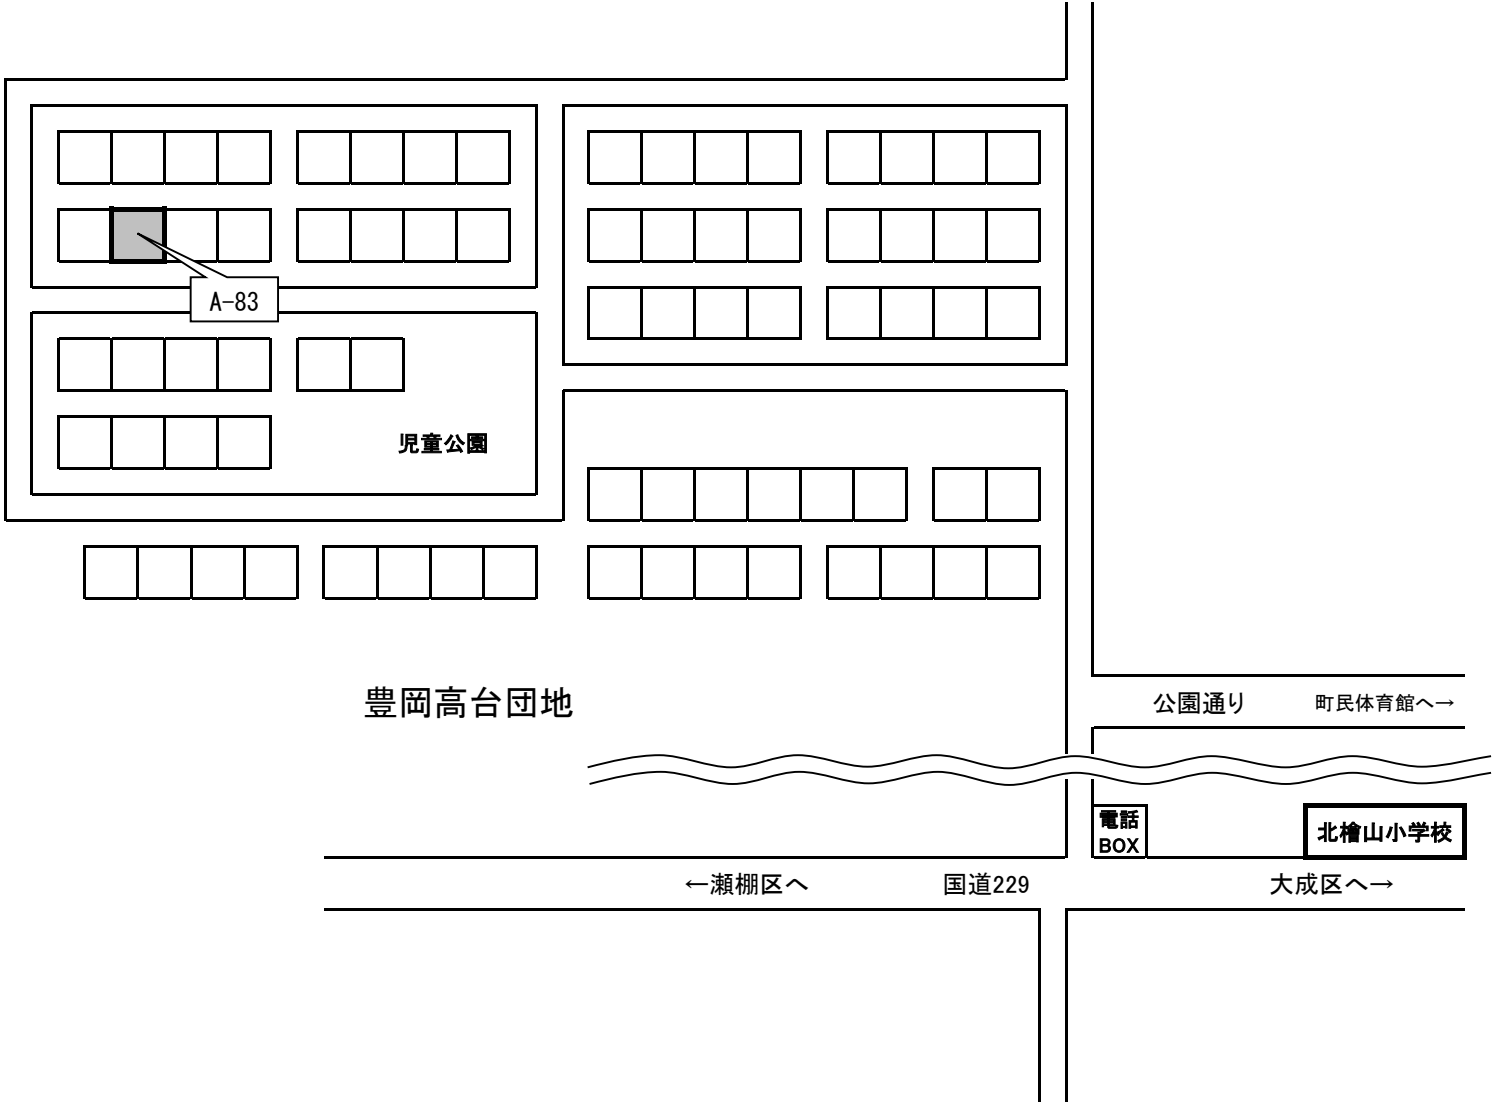 A-83
児童公園
豊岡高台団地
公園通り 町民体育館へ→
電話
BOX
北檜山小学校
←瀬棚区へ 国道229 大成区へ→